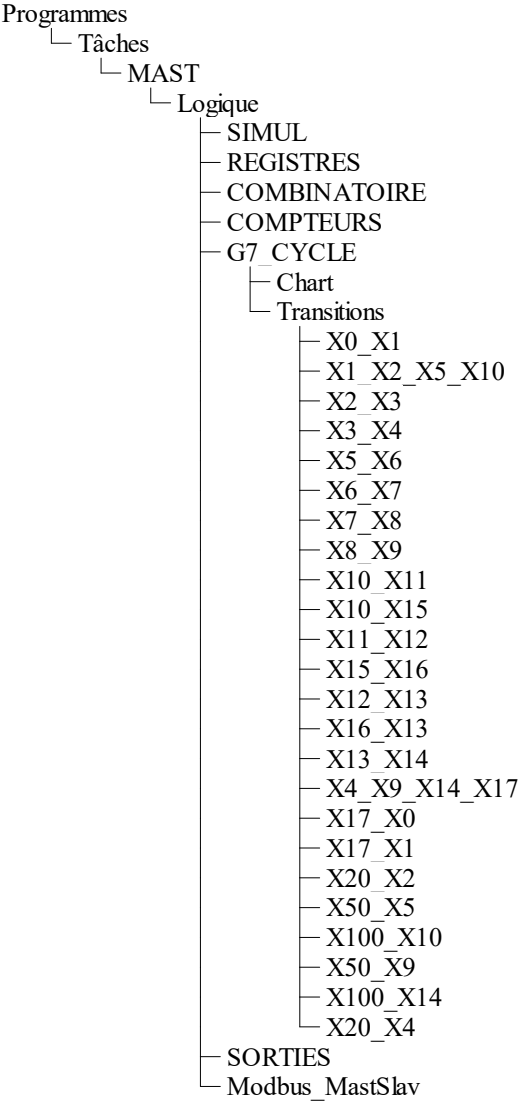 Programmes
Tâches
MAST
Logique
SIMUL
REGISTRES
COMBINATOIRE
COMPTEURS
G7_CYCLE
Chart
Transitions
X0_X1
X1_X2_X5_X10
X2_X3
X3_X4
X5_X6
X6_X7
X7_X8
X8_X9
X10_X11
X10_X15
X11_X12
X15_X16
X12_X13
X16_X13
X13_X14
X4_X9_X14_X17
X17_X0
X17_X1
X20_X2
X50_X5
X100_X10
X50_X9
X100_X14
X20_X4
SORTIES
Modbus_MastSlav